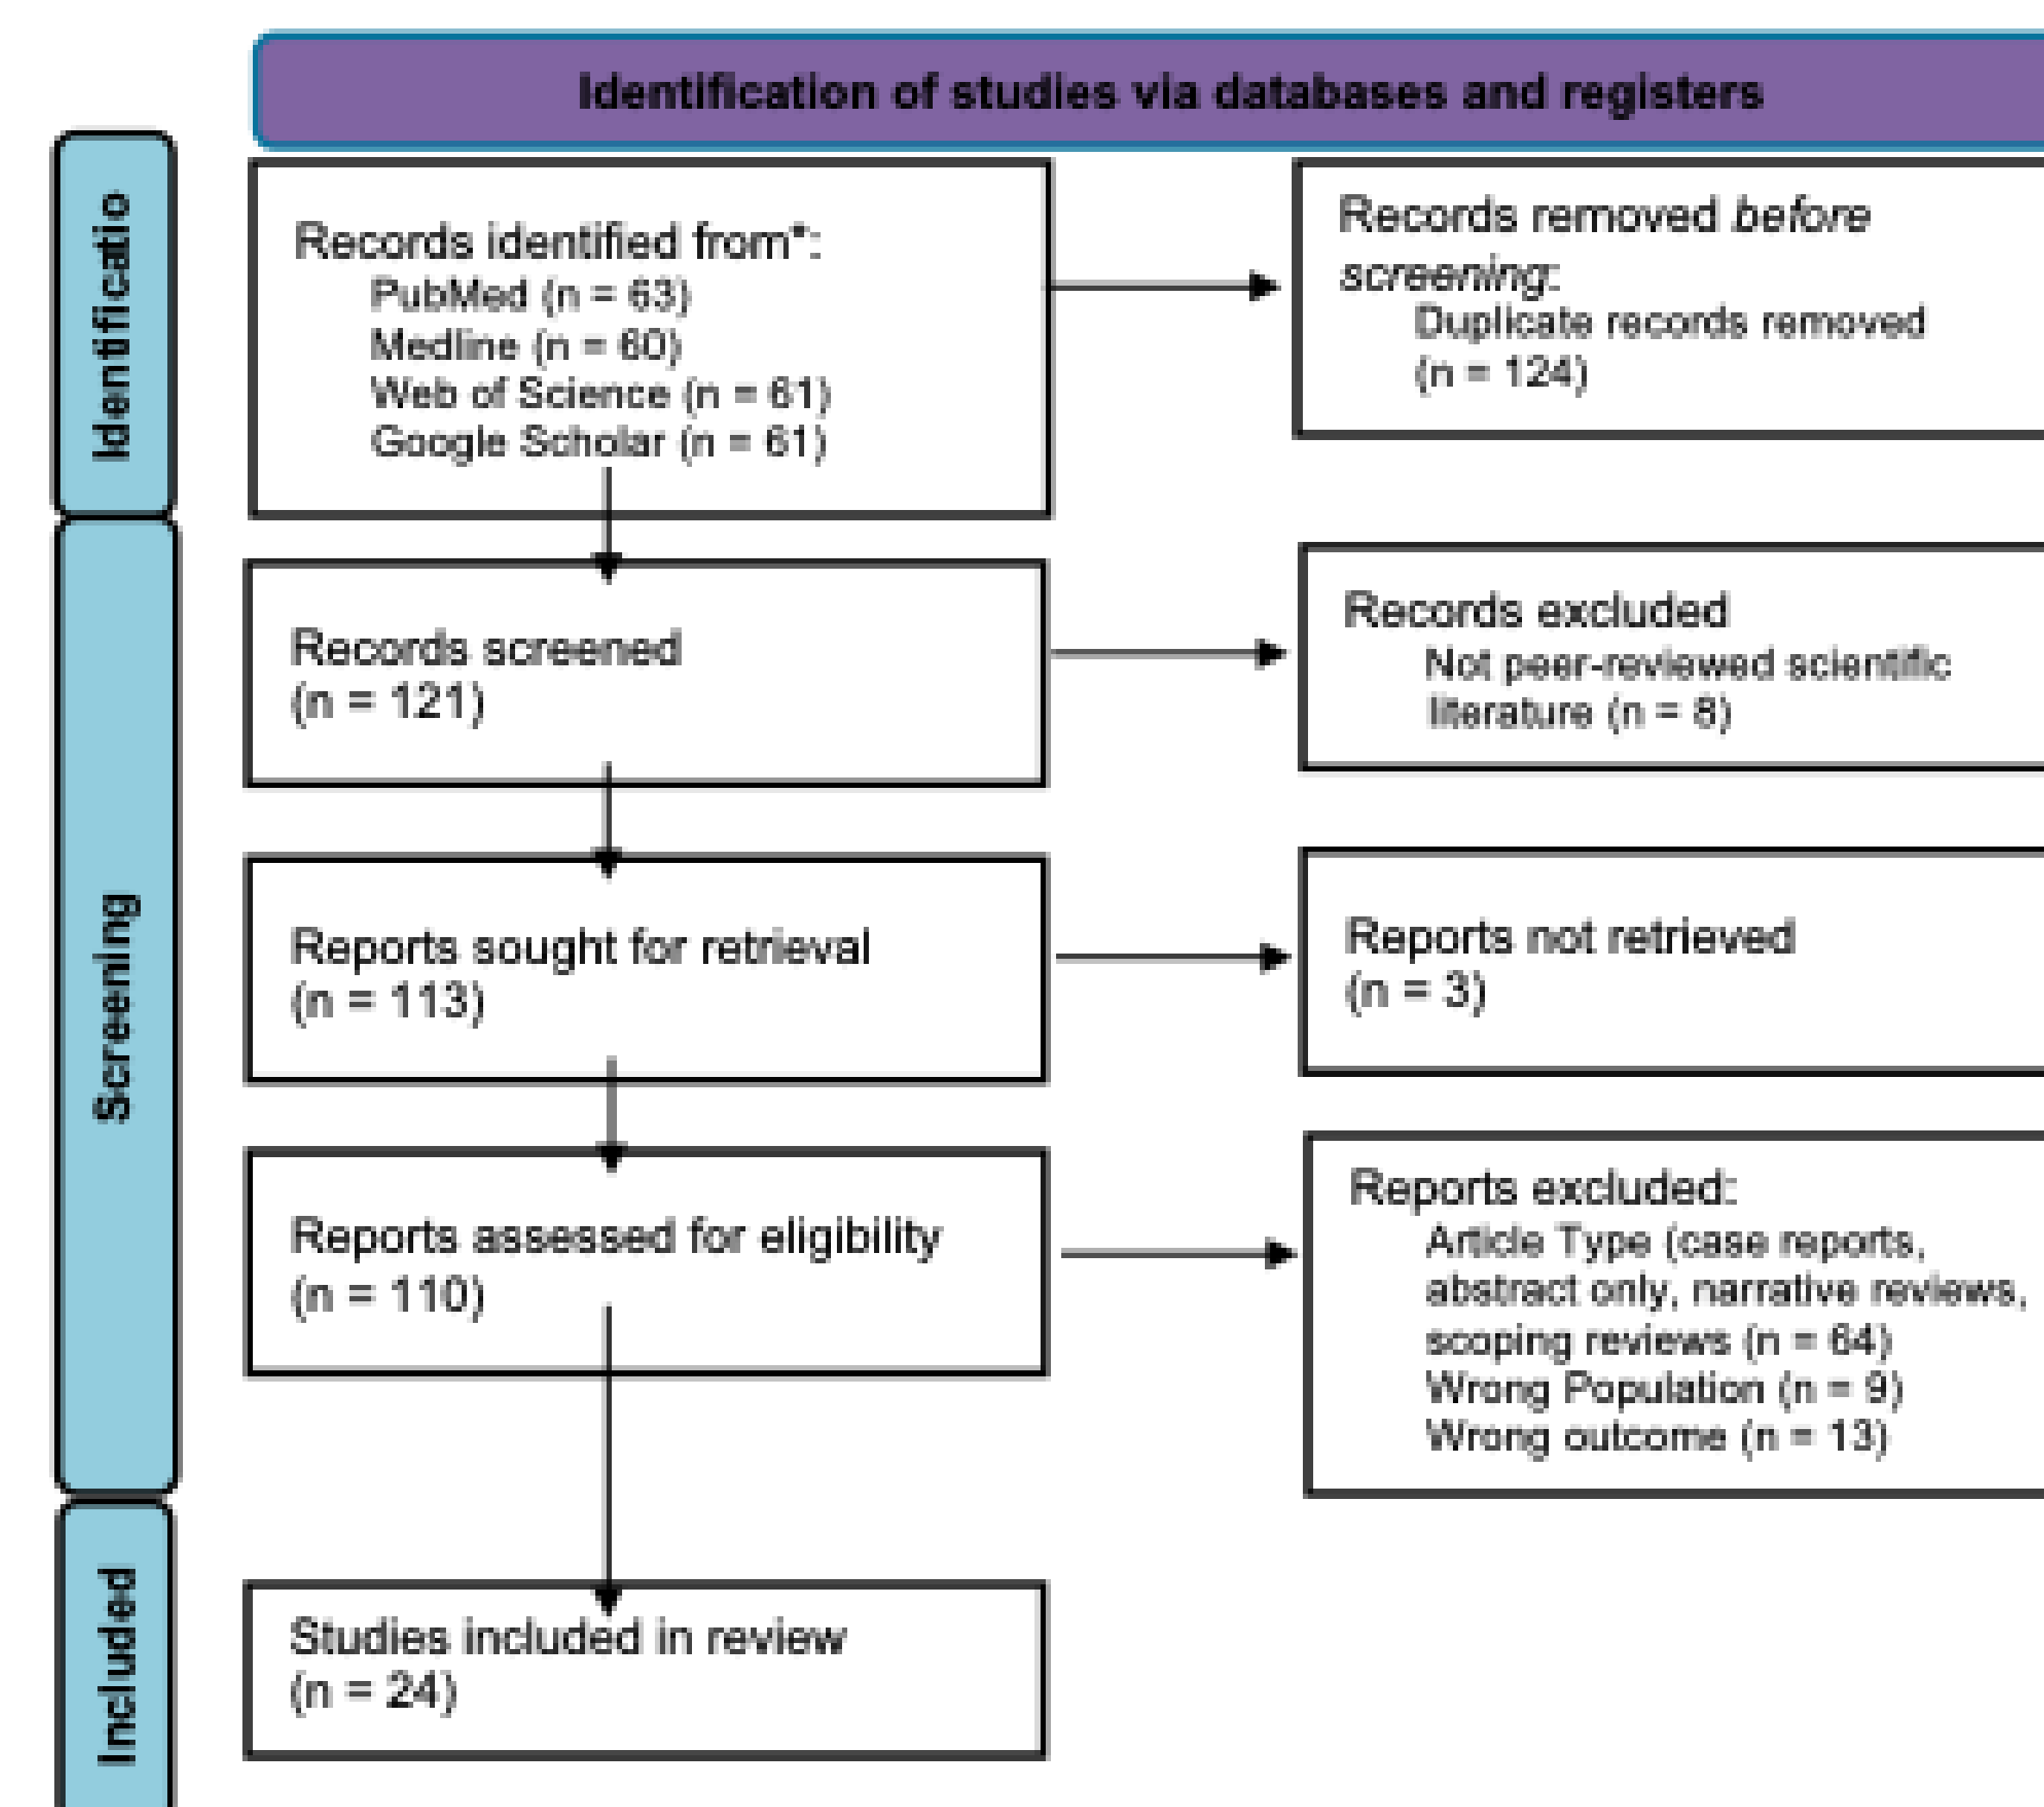 Identification of studies via databases and registers
Identificatio
Records identified from*:
PubMed (n = 63)
Medline (n = 60)
Web of Science (n = 61)
Google Scholar (n = 61)
Records removed before
screening:
Duplicate records removed
(n = 124)
Screening
Records screened
(n = 121)
Records excluded
Not peer-reviewed scientific
literature (n = 8)
Reports sought for retrieval
(n = 113)
Reports not retrieved
(n = 3)
Reports assessed for eligibility
(n = 110)
Reports excluded:
Article Type (case reports,
abstract only, narrative reviews,
scoping reviews (n = 64)
Wrong Population (n = 9)
Wrong outcome (n = 13)
Included
Studies included in review
(n = 24)